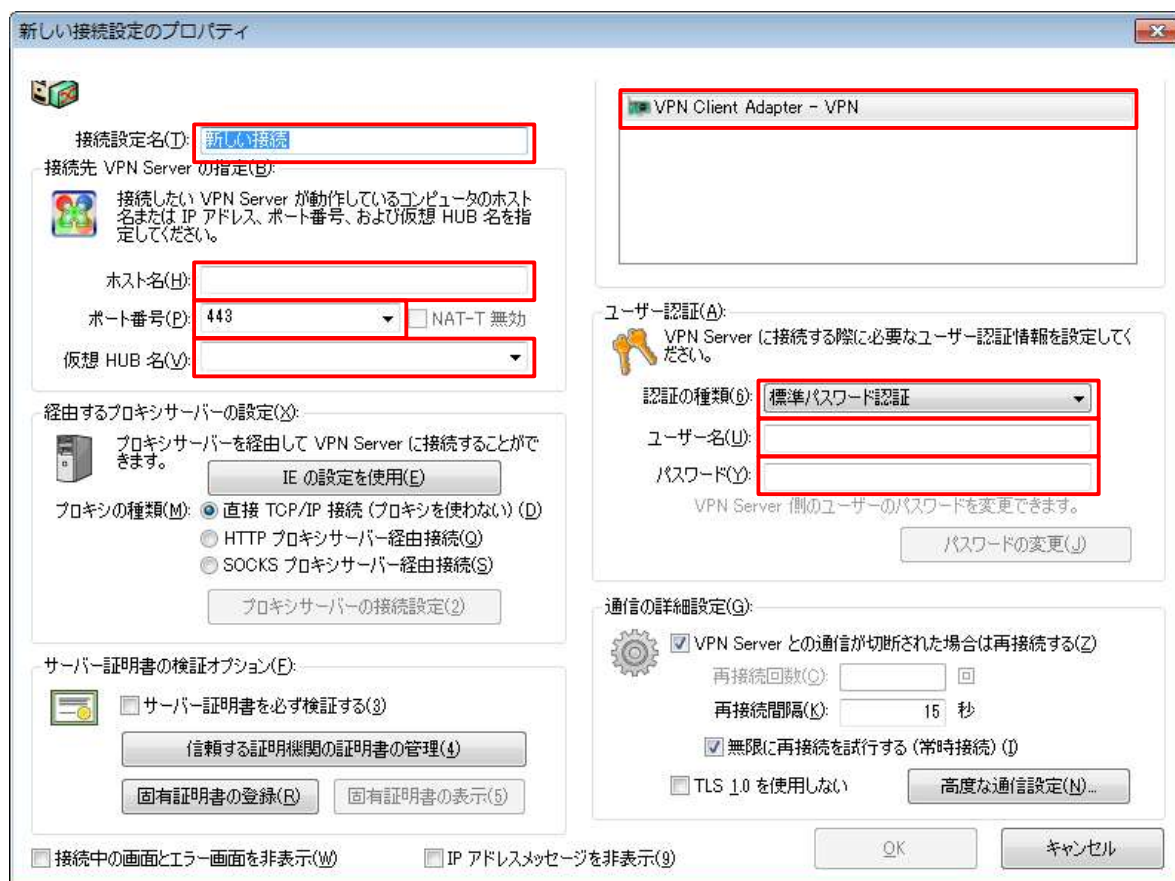 新しい接続設定のプロパティ
接続設定名(T):
新しい接続
接続先 VPN Server の指定(B):
接続したい VPN Server が動作しているコンピュータのホスト
名または IP アドレス、ポート番号、および仮想 HUB 名を指
定してください。
ホスト名(H):
ポート番号(P):
443
NAT-T 無効
仮想 HUB 名(V):
経由するプロキシサーバーの設定(X):
プロキシサーバーを経由して VPN Server に接続することがで
きます。
IE の設定を使用(E)
プロキシの種類(M):
直接 TCP/IP 接続 (プロキシを使わない) (D)
HTTP プロキシサーバー経由接続(Q)
SOCKS プロキシサーバー経由接続(S)
プロキシサーバーの接続設定(2)
サーバー証明書の検証オプション(F):
サーバー証明書を必ず検証する(3)
信頼する証明機関の証明書の管理(4)
固有証明書の登録(R)
固有証明書の表示(5)
接続中の画面とエラー画面を非表示(W)
IP アドレスメッセージを非表示(9)
VPN Client Adapter - VPN
ユーザー認証(A):
VPN Server に接続する際に必要なユーザー認証情報を設定してく
ださい。
認証の種類(6):
標準パスワード認証
ユーザー名(U):
パスワード(Y):
VPN Server 側のユーザーのパスワードを変更できます。
パスワードの変更(J)
通信の詳細設定(G):
VPN Server との通信が切断された場合は再接続する(Z)
再接続回数(C):
回
再接続間隔(K):
15 秒
無限に再接続を試行する (常時接続) (I)
TLS 1.0 を使用しない
高度な通信設定(N)...
OK
キャンセル